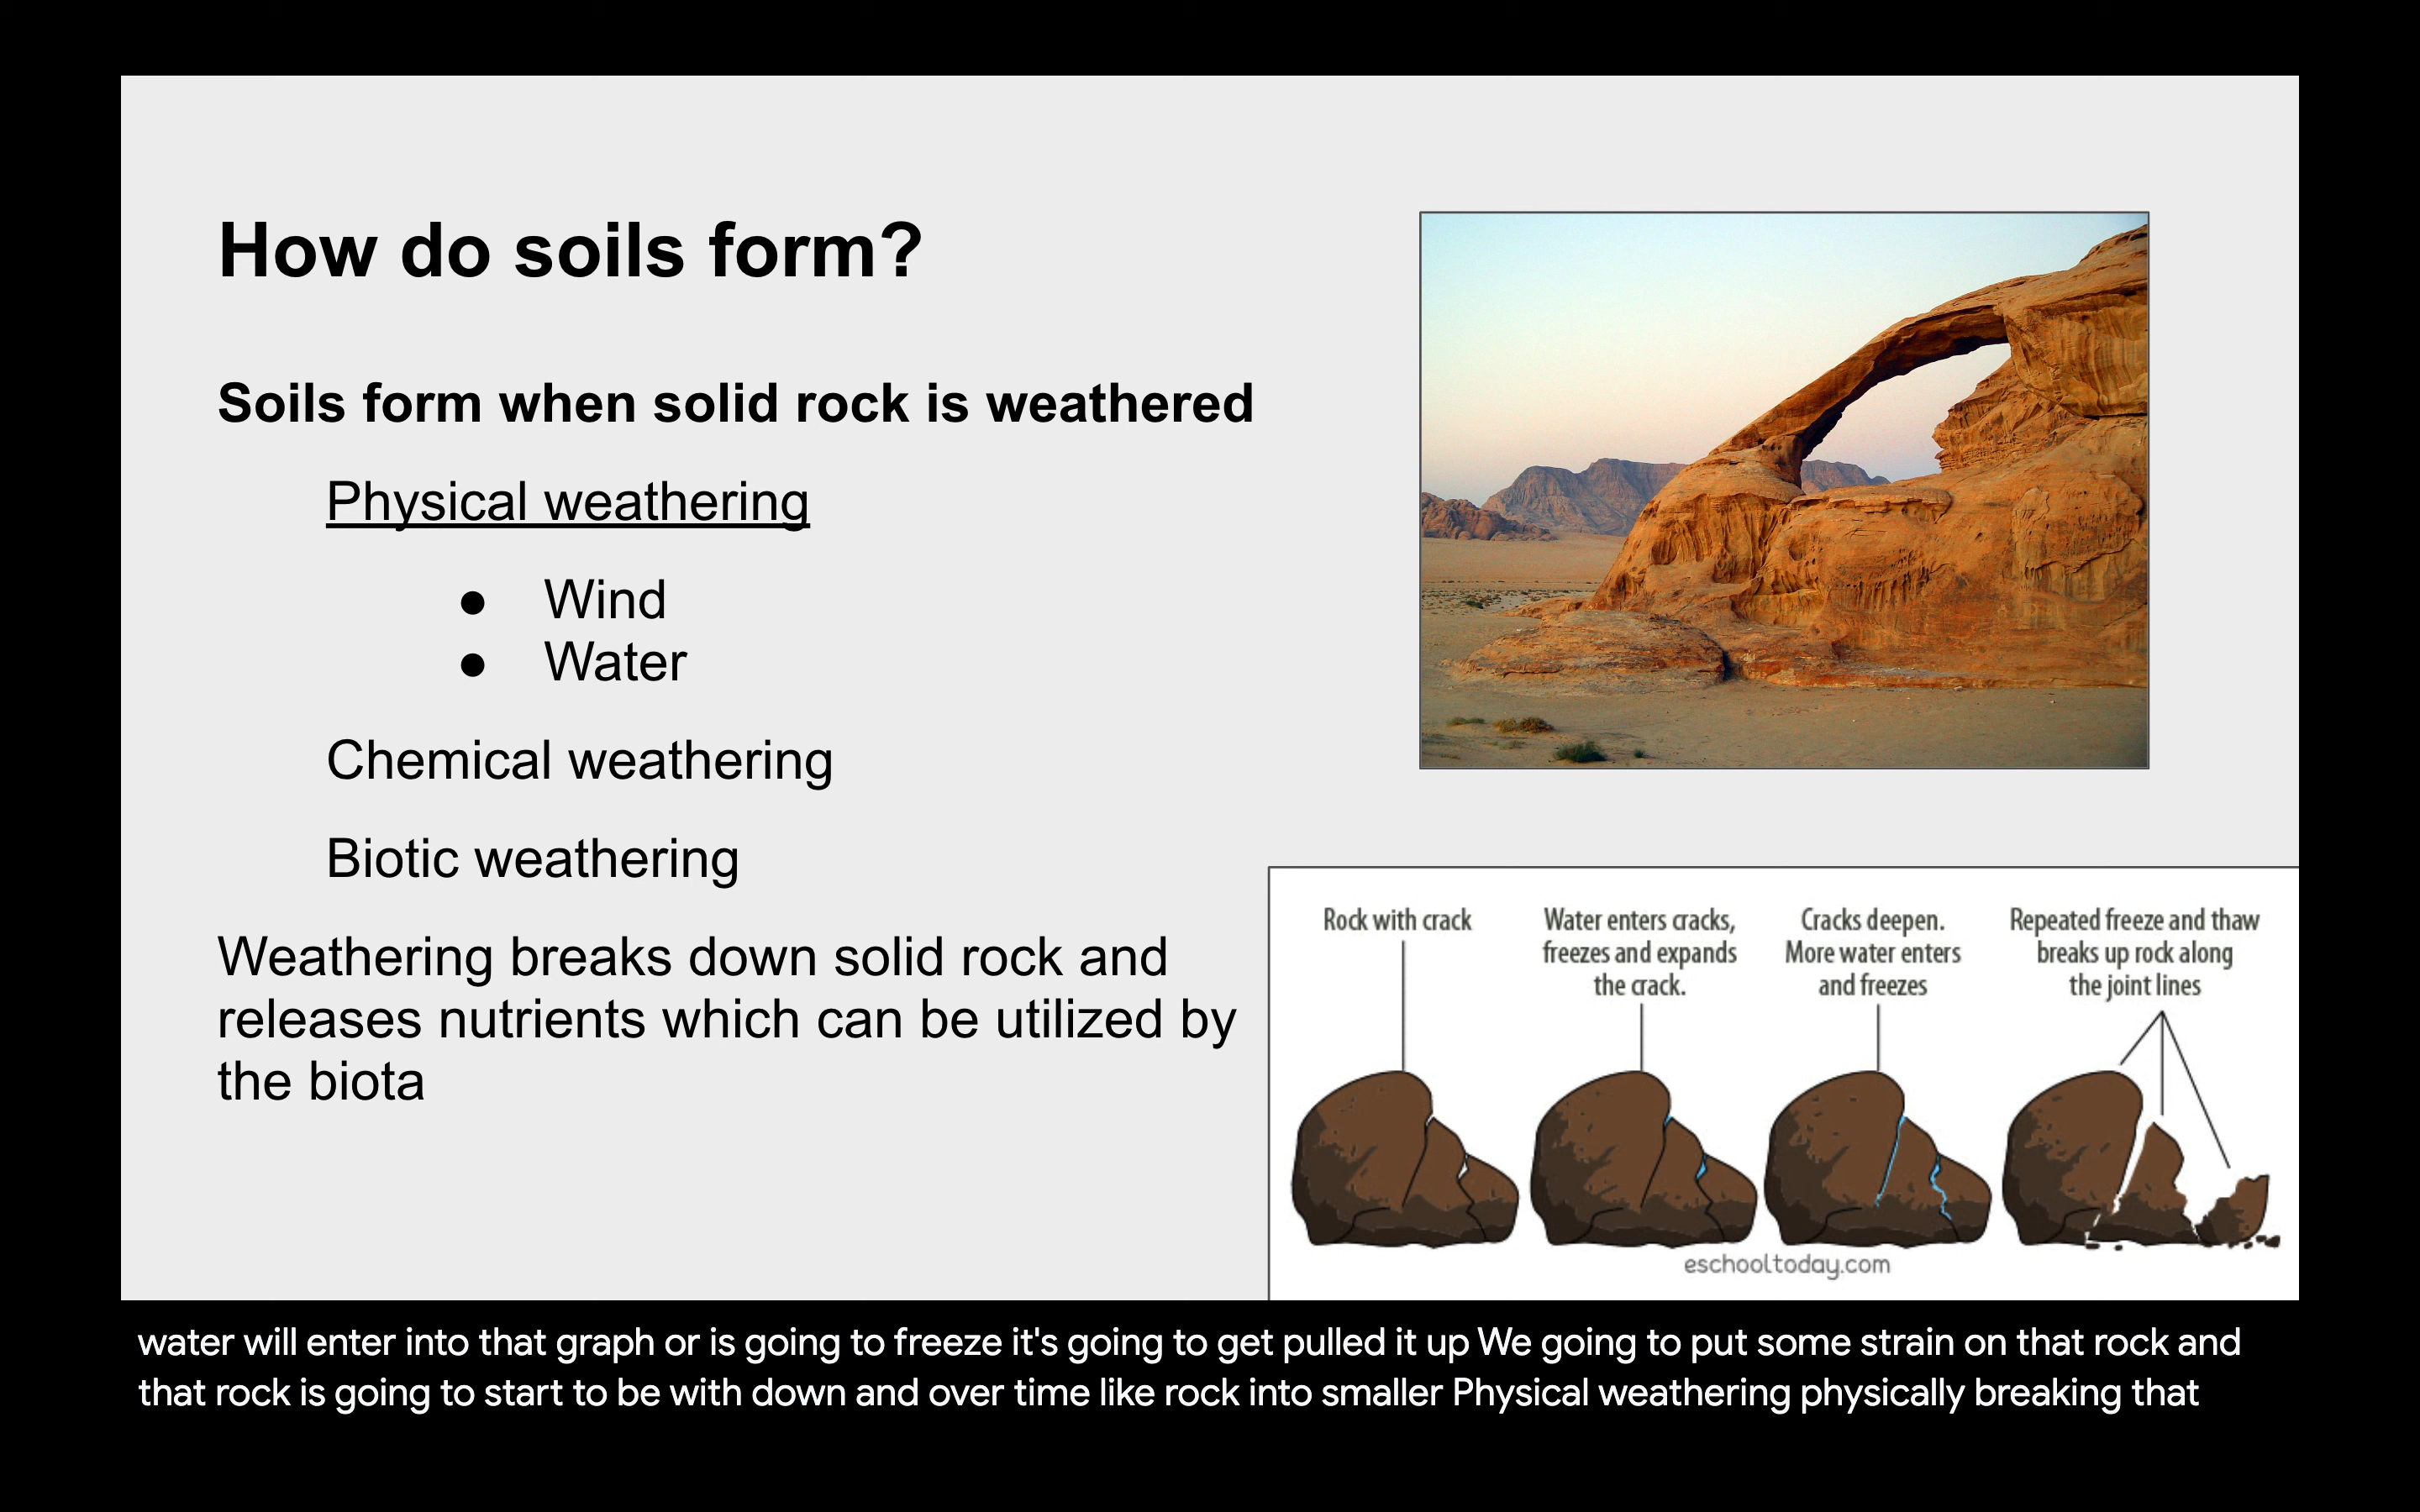 How do soils form?
Soils form when solid rock is weathered
Physical weathering
● Wind
● Water
Chemical weathering
Biotic weathering
Weathering breaks down solid rock and
releases nutrients which can be utilized by
the biota
Rock with crack
Water enters cracks,
freezes and expands
the crack.
Cracks deepen.
More water enters
and freezes
Repeated freeze and thaw
breaks up rock along
the joint lines
eschooltoday.com
water will enter into that graph or is going to freeze it's going to get pulled it up We going to put some strain on that rock and
that rock is going to start to be with down and over time like rock into smaller Physical weathering physically breaking that